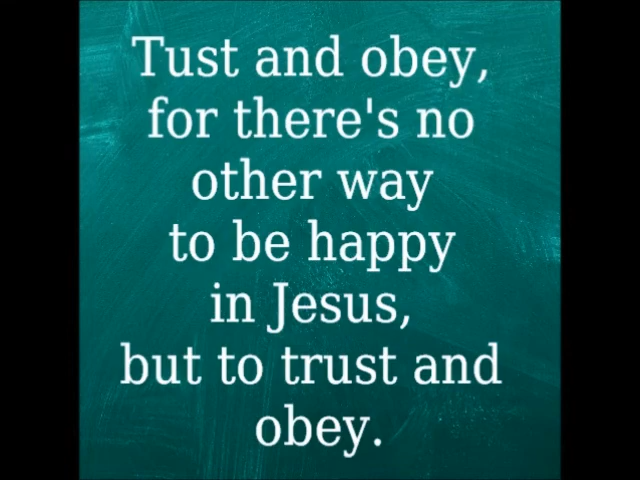 Tust and obey,
for there's no
other way
to be happy
in Jesus,
but to trust and
obey.